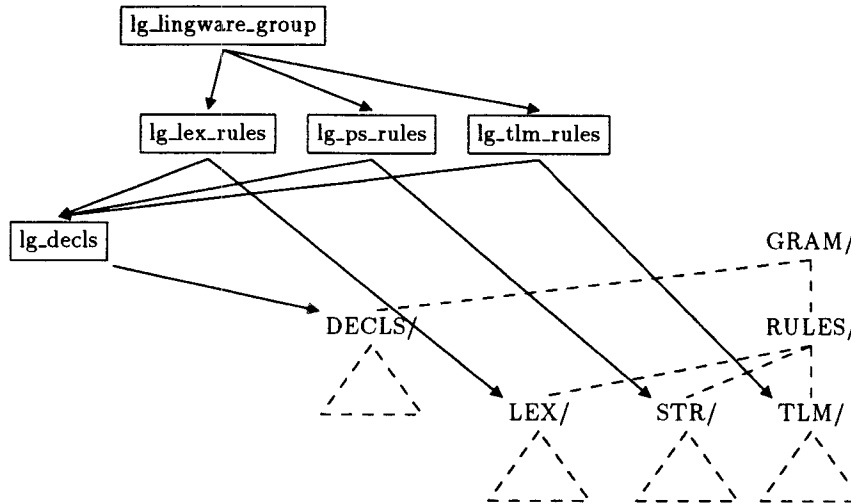 lg_lingware_group
lg_lex_rules lg_ps_rules lg_tlm_rules
lg_decls
GRAM/
DECLS/ RULES/
LEX/ STR/ TLM/